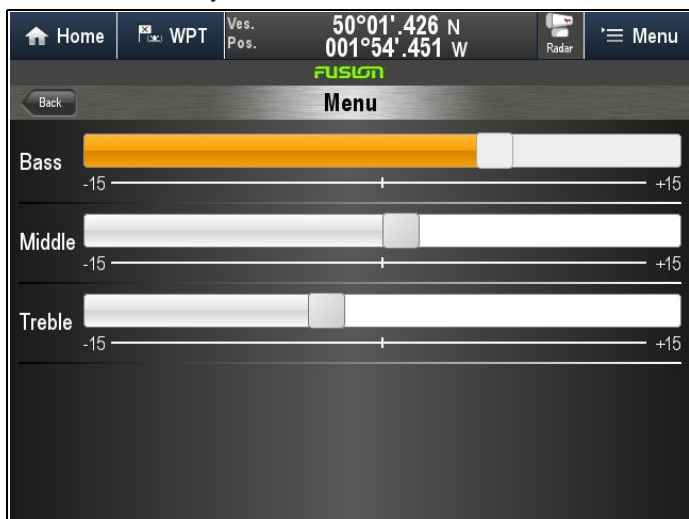 Home
WPT
Ves. Pos.
50°01'.426 N
001°54'.451 W
Radar
Menu
FUSION
Back
Menu
Bass
-15 +15
Middle
-15 +15
Treble
-15 +15